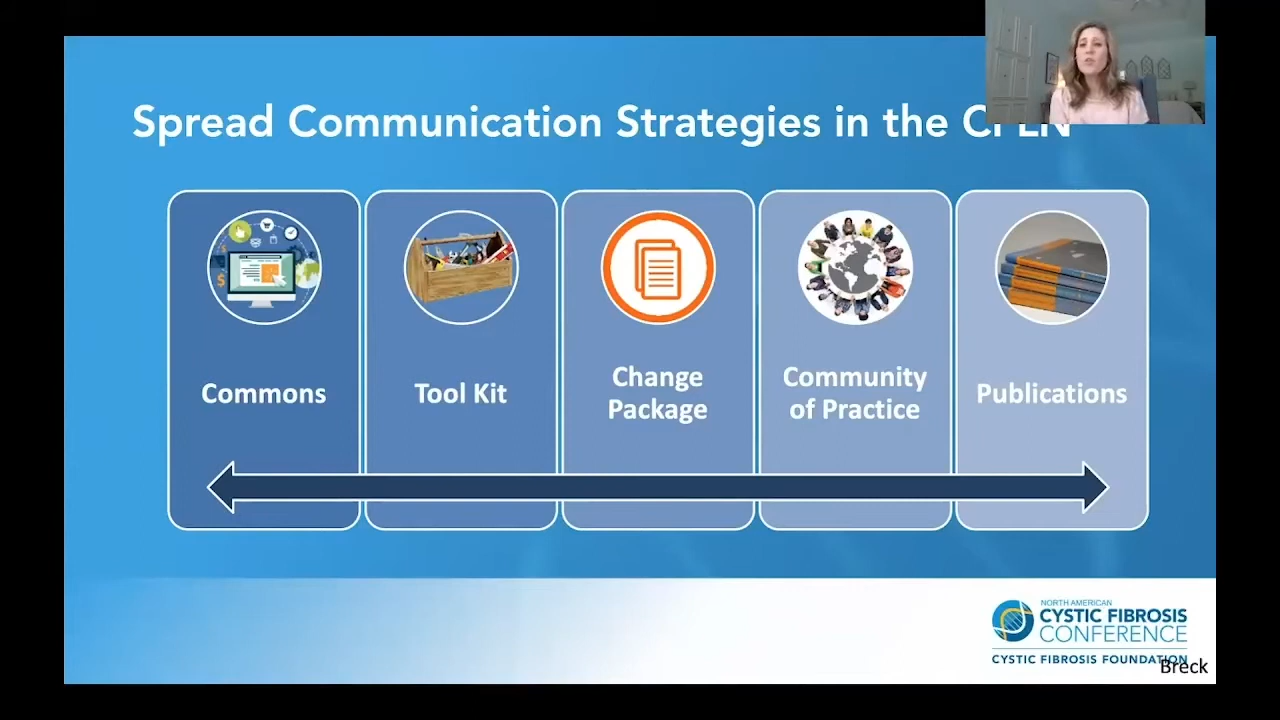 Spread Communication Strategies in the
Commons
Tool Kit
Change
Package
Community
of Practice
Publications
NORTH AMERICAN
CYSTIC FIBROSIS
CONFERENCE
CYSTIC FIBROSIS FOUNDATION
Breck